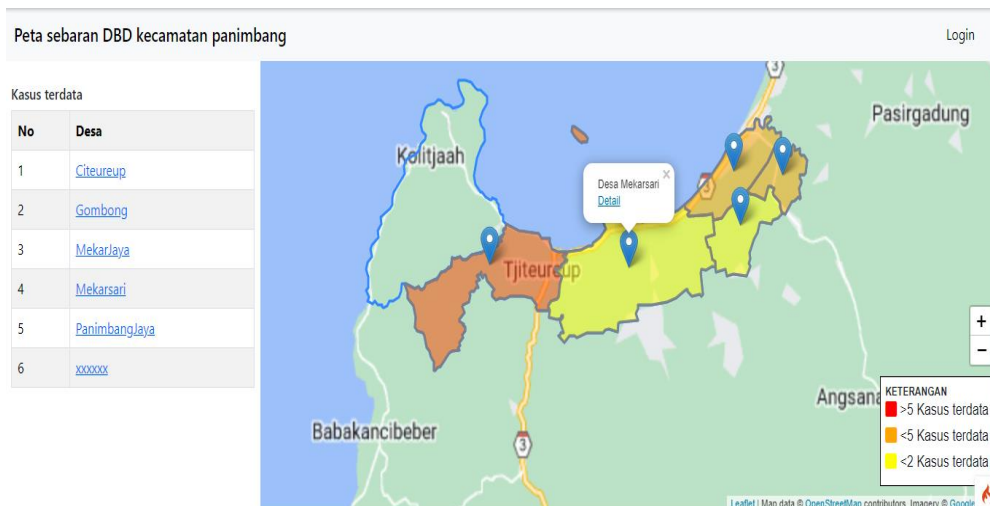 Peta sebaran DBD kecamatan panimbang
Login
Kasus terdata
No Desa
1 Citeureup
2 Gombong
3 MekarJaya
4 Mekarsari
5 PanimbangJaya
6 xxxxxx
3
Pasirgadung
Kolitjaah
Desa Mekarsari ×
Detail
3
Tjiteureup
+
−
Angsana
Babakancibeber
3
KETERANGAN
>5 Kasus terdata
<5 Kasus terdata
<2 Kasus terdata
Leaflet | Map data © OpenStreetMap contributors, Imagery © Google